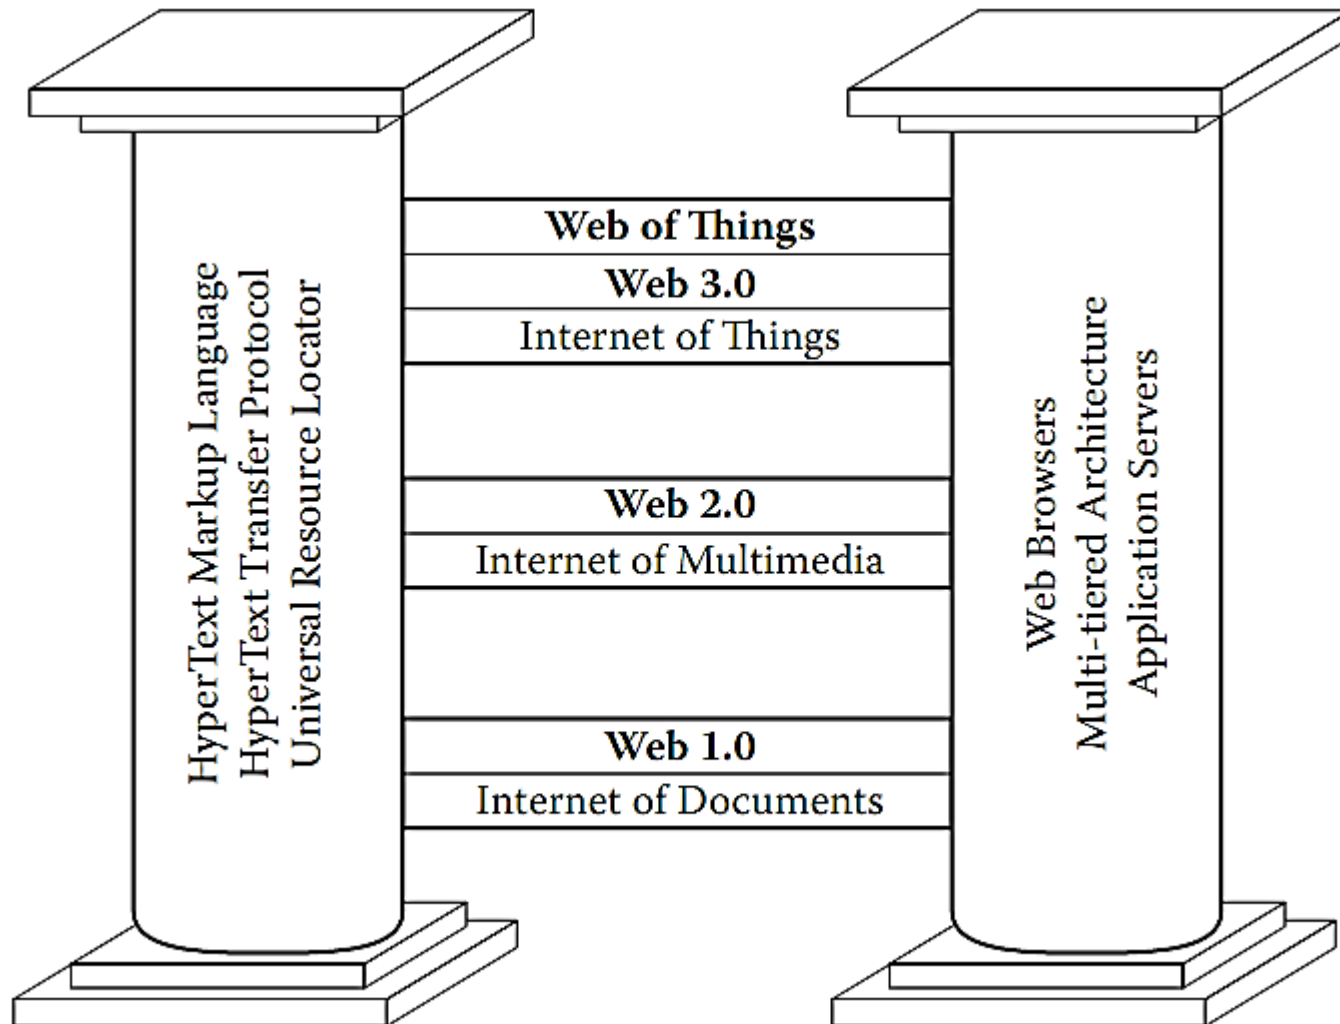 HyperText Markup Language
HyperText Transfer Protocol
Universal Resource Locator
Web of Things
Web 3.0
Internet of Things
Web 2.0
Internet of Multimedia
Web 1.0
Internet of Documents
Web Browsers
Multi-tiered Architecture
Application Servers